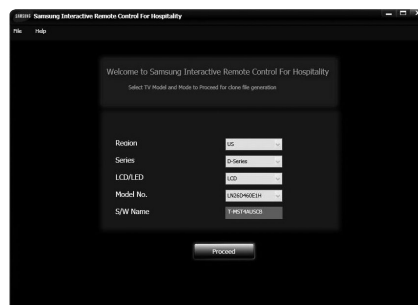 SAMSUNG Samsung Interactive Remote Control For Hospitality
File Help
Welcome to Samsung Interactive Remote Control For Hospitality
Select TV Model and Mode to Proceed for clone file generation
Region US
Series D-Series
LCD/LED LCD
Model No. LN26D460E1H
S/W Name T-MST4AUSCB
Proceed